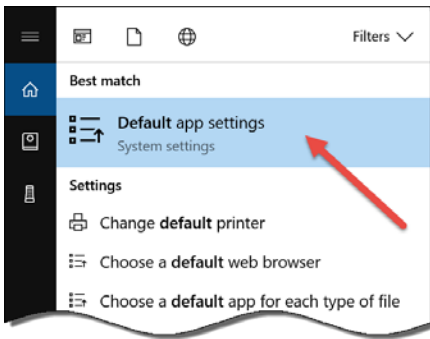 Filters
Best match
Default app settings
System settings
Settings
Change default printer
Choose a default web browser
Choose a default app for each type of file